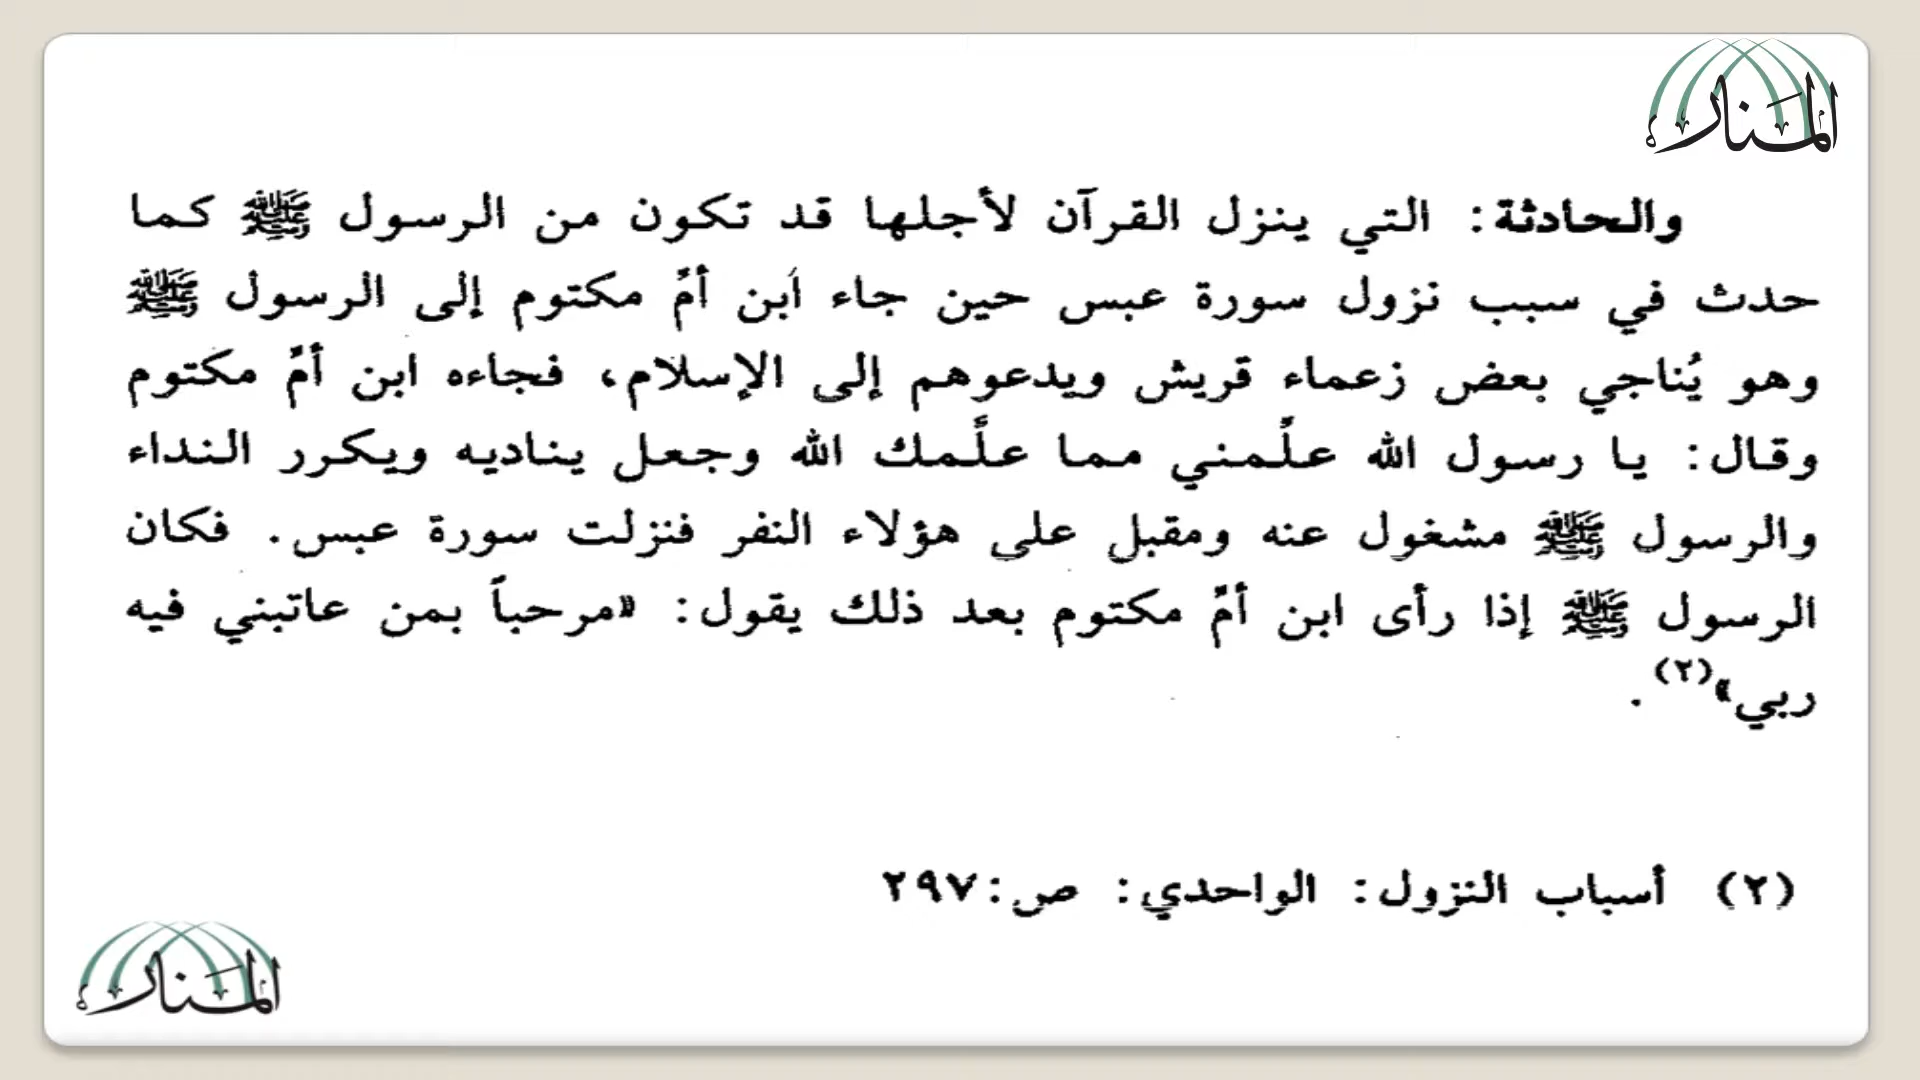 المنار
والحادثة: التي ينزل القرآن لأجلها قد تكون من الرسول ﷺ كما
حدث في سبب نزول سورة عبس حين جاء اَبن أمِّ مكتوم إلى الرسول ﷺ
وهو يُناجي بعض زعماء قريش ويدعوهم إلى الإسلام، فجاءه ابن أمِّ مكتوم
وقال: يا رسول الله علِّمني مما علَّمك الله وجعل يناديه ويكرر النداء
والرسول ﷺ مشغول عنه ومقبل على هؤلاء النفر فنزلت سورة عبس. فكان
الرسول ﷺ إذا رأى ابن أمِّ مكتوم بعد ذلك يقول: «مرحباً بمن عاتبني فيه
ربي»(٢).
(٢) أسباب النزول: الواحدي: ص:٢٩٧
المنار